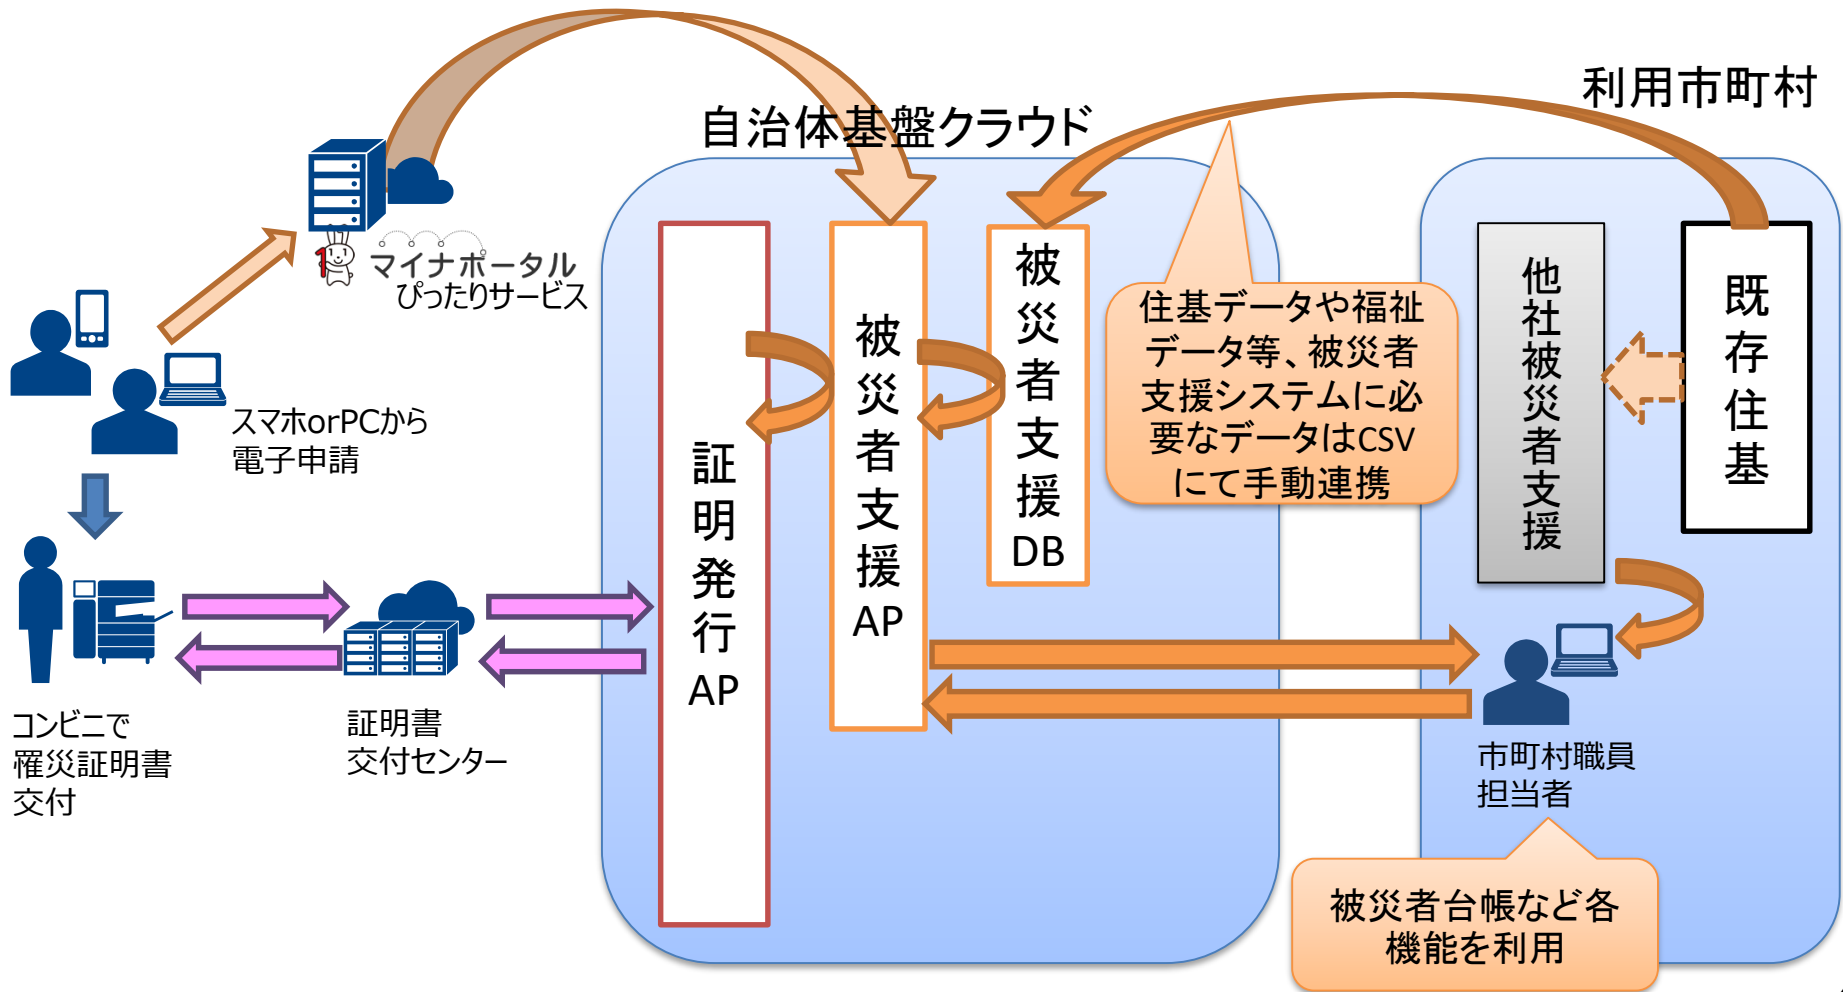 利用市町村
自治体基盤クラウド
1
マイナポータル
ぴったりサービス
スマホorPCから
電子申請
コンビニで
罹災証明書
交付
証明書
交付センター
証明発行AP
被災者支援AP
被災者支援DB
住基データや福祉
データ等、被災者
支援システムに必
要なデータはCSV
にて手動連携
他社被災者支援
既存住基
市町村職員
担当者
被災者台帳など各
機能を利用